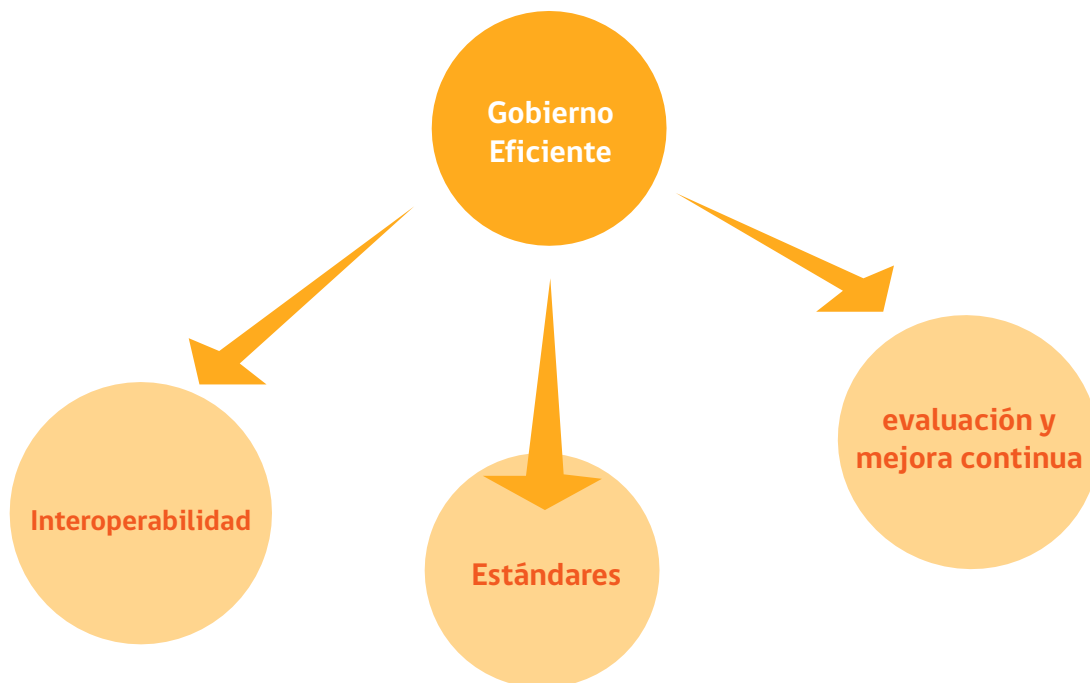 Gobierno
Eficiente
Interoperabilidad
Estándares
evaluación y
mejora continua